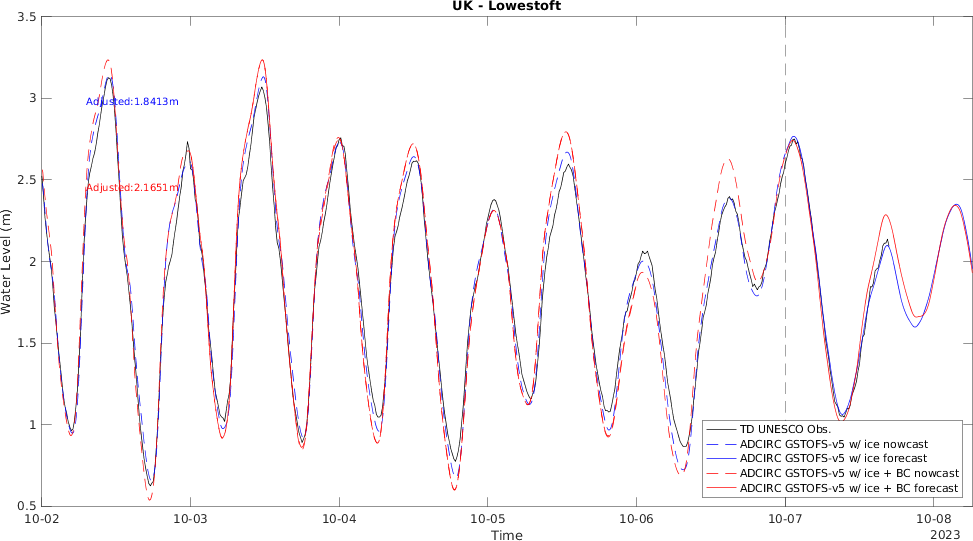 UK - Lowestoft
3.5
3
2.5
2
1.5
1
0.5
Water Level (m)
Adjusted:1.8413m
Adjusted:2.1651m
TD UNESCO Obs.
ADCIRC GSTOFS-v5 w/ ice nowcast
ADCIRC GSTOFS-v5 w/ ice forecast
ADCIRC GSTOFS-v5 w/ ice + BC nowcast
ADCIRC GSTOFS-v5 w/ ice + BC forecast
10-02 10-03 10-04 10-05 10-06 10-07 10-08
Time
2023